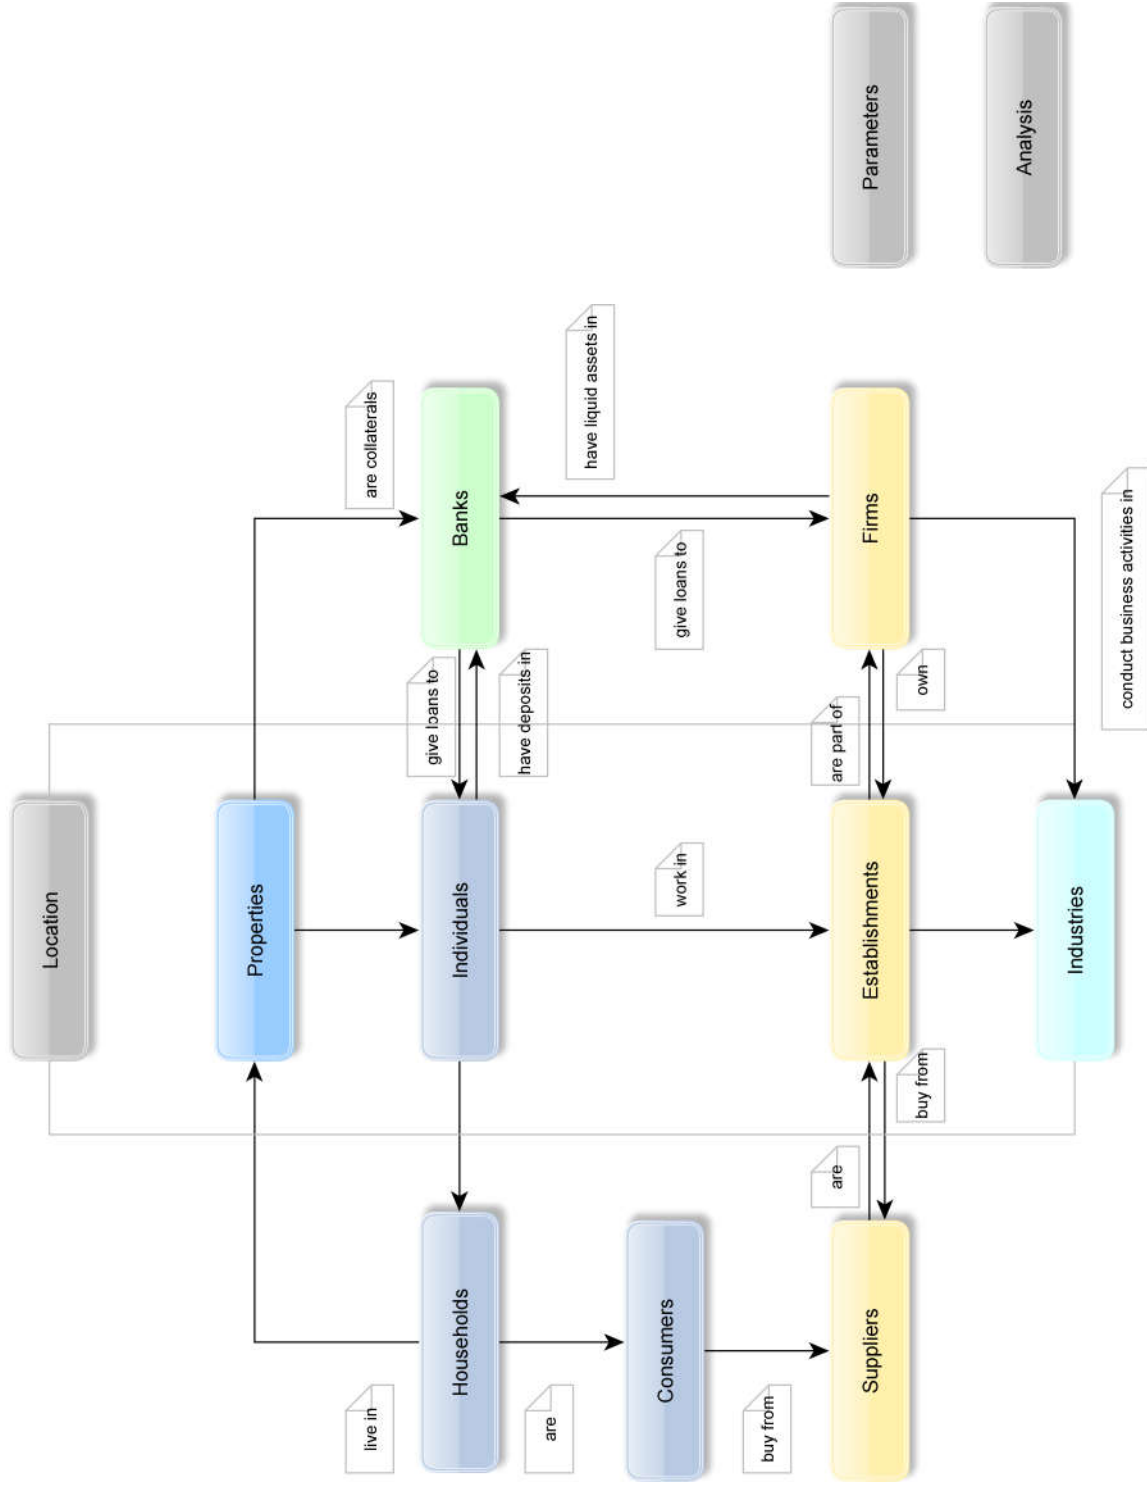 Location
Properties
live in
are collaterals
give loans to
Households
Individuals
Banks
have deposits in
are
have liquid assets in
Consumers
work in
give loans to
buy from
are
are part of
Suppliers
Establishments
Firms
Parameters
buy from
own
Analysis
Industries
conduct business activities in